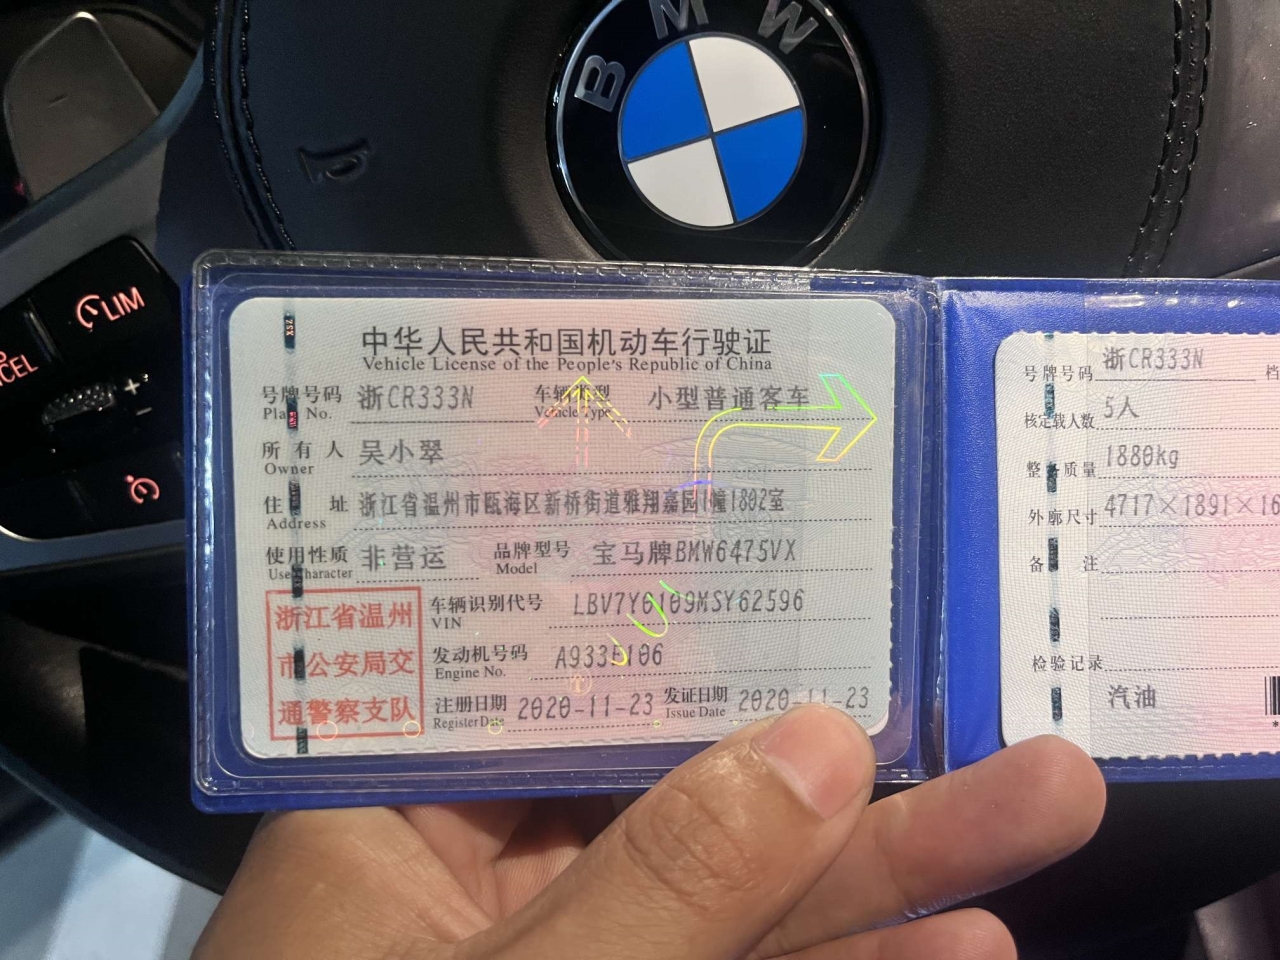 BMW
LIM
CEL
+
-
中华人民共和国机动车行驶证
Vehicle License of the People's Republic of China
号牌号码 浙CR333N 车辆类型 小型普通客车
Plate No. Vehicle Type
所有人 吴小翠
Owner
住址 浙江省温州市瓯海区新桥街道雅翔嘉园1幢1802室
Address
使用性质 非营运 品牌型号 宝马牌BMW6475VX
Use Character Model
浙江省温州
市公安局交
通警察支队
车辆识别代号 LBV7Y6109MSY62596
VIN
发动机号码 A933E106
Engine No.
注册日期 2020-11-23 发证日期 2020-11-23
Register Date Issue Date
号牌号码 浙CR333N 档
核定载人数 5人
整备质量 1880kg
外廓尺寸 4717×1891×16
备注
检验记录
汽油